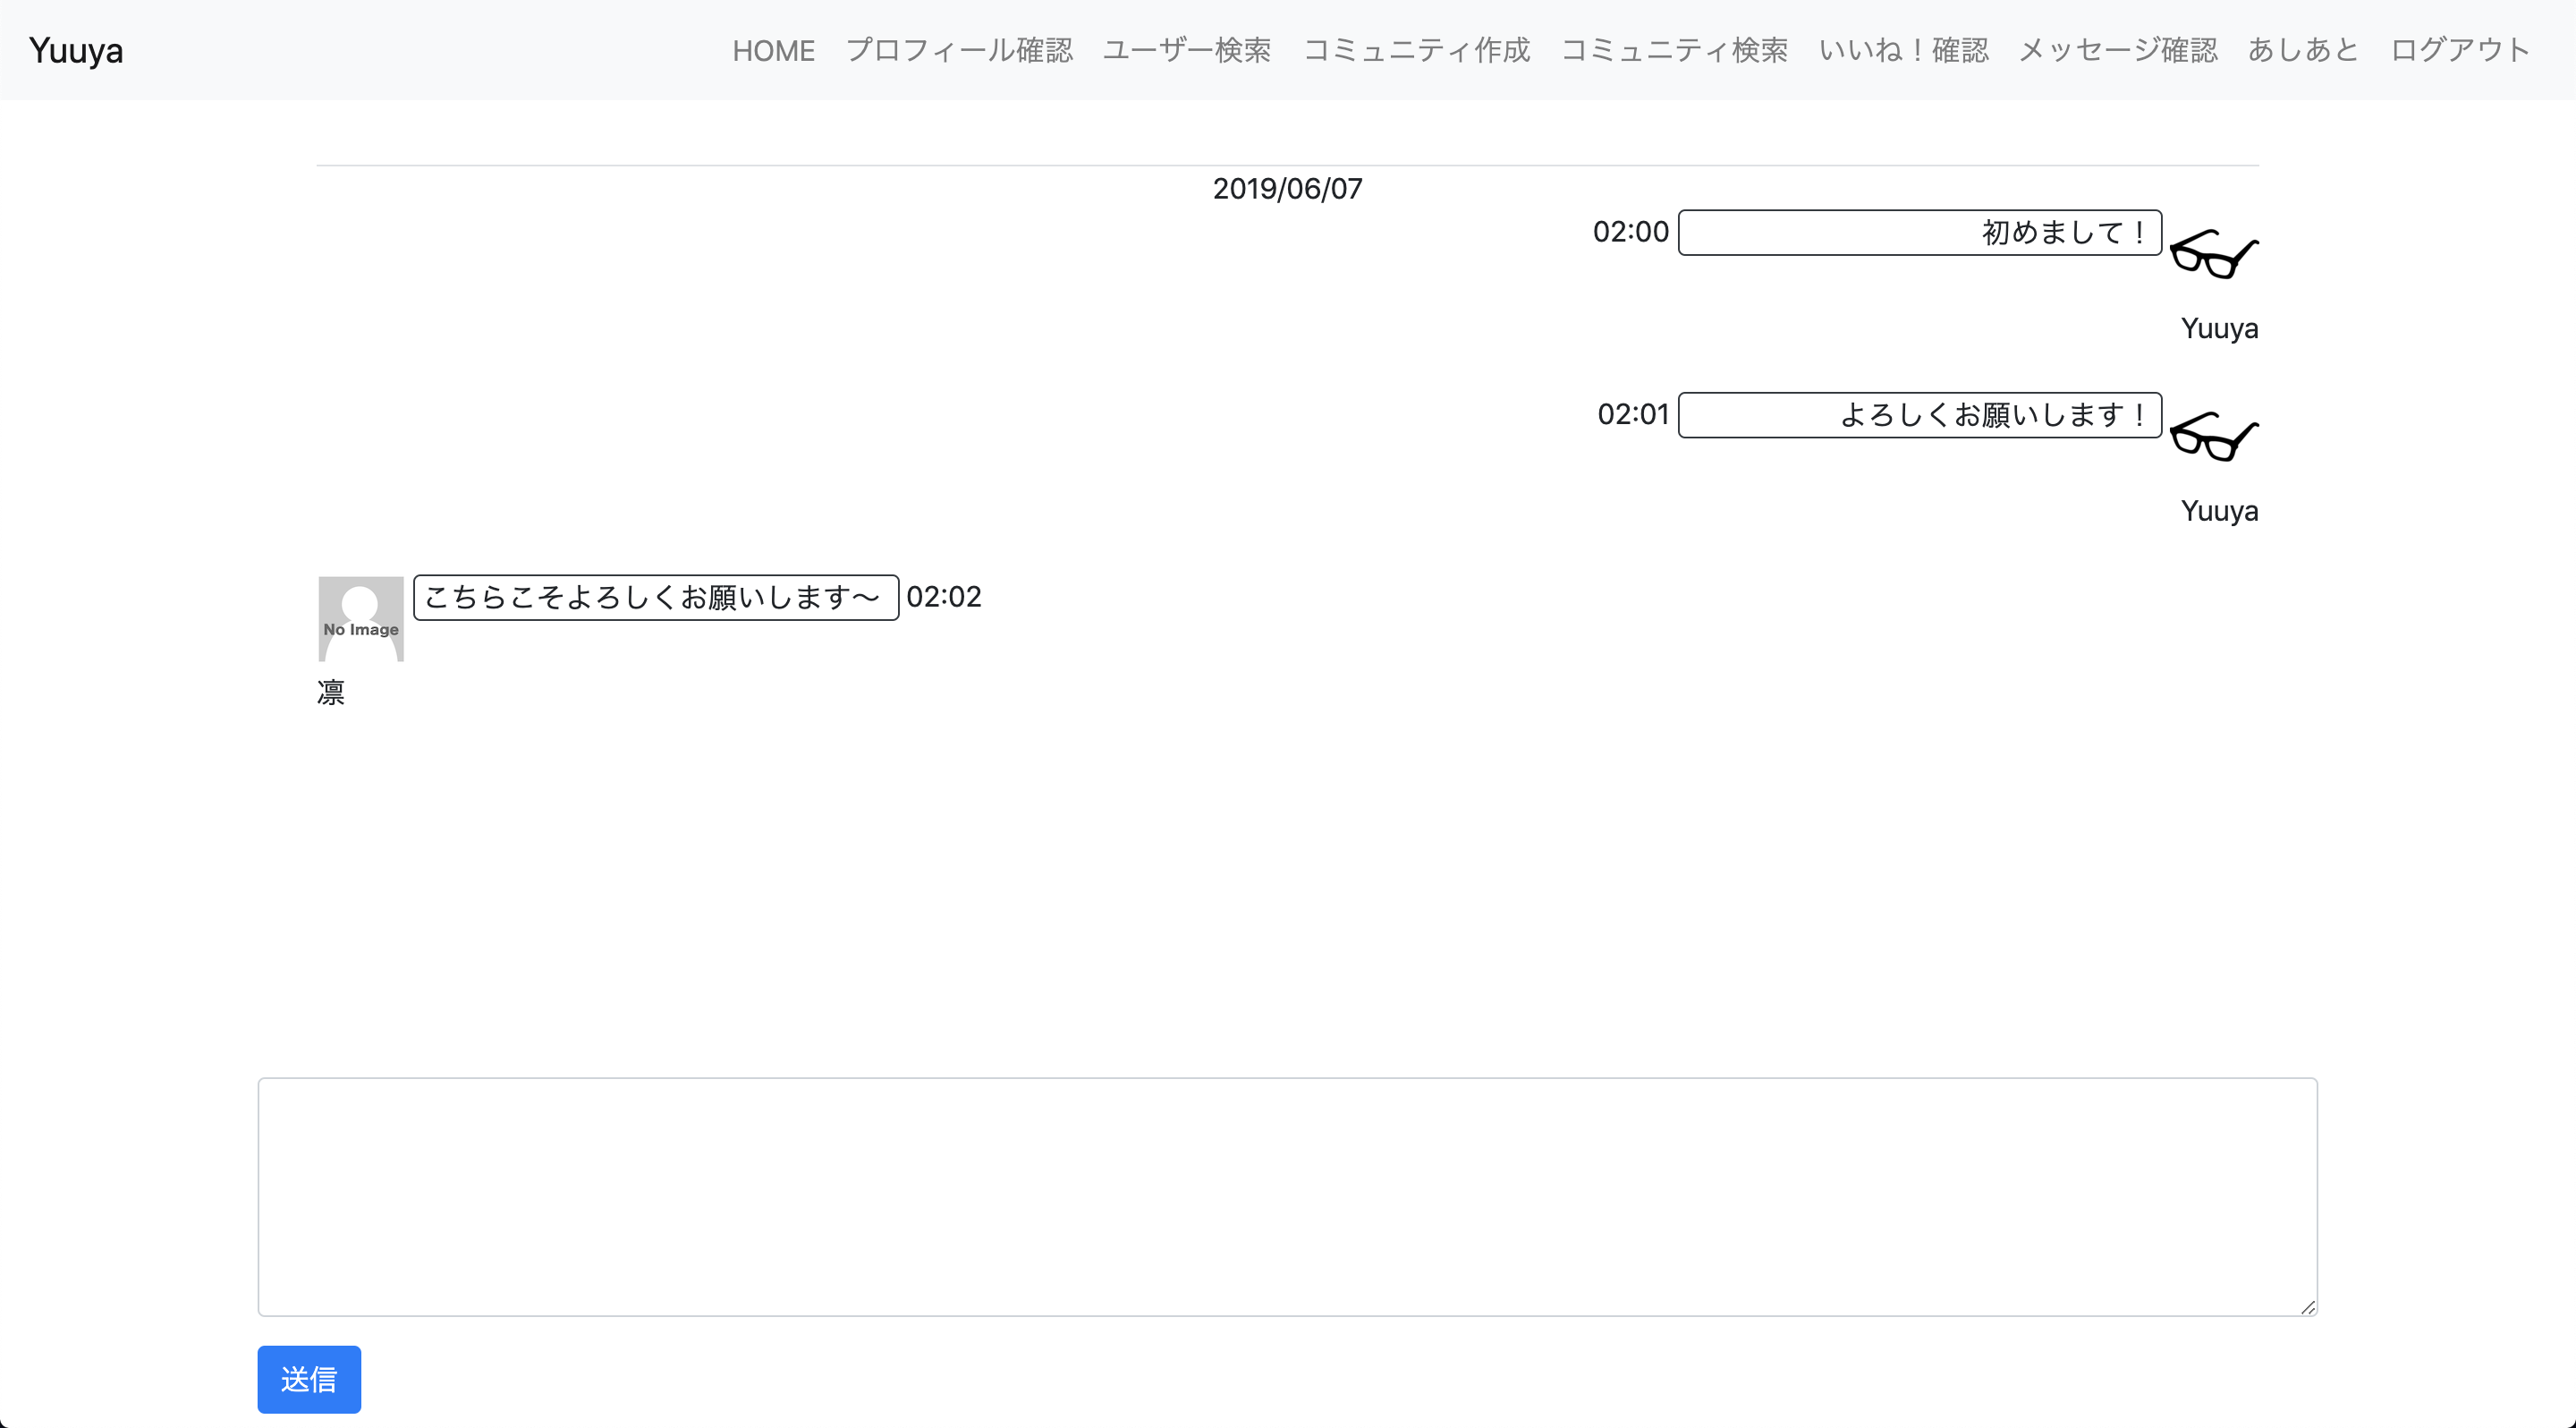 Yuuya HOME プロフィール確認 ユーザー検索 コミュニティ作成 コミュニティ検索 いいね！確認 メッセージ確認 あしあと ログアウト
2019/06/07
02:00 初めまして！
Yuuya
02:01 よろしくお願いします！
Yuuya
こちらこそよろしくお願いします〜 02:02
No Image
凛
送信